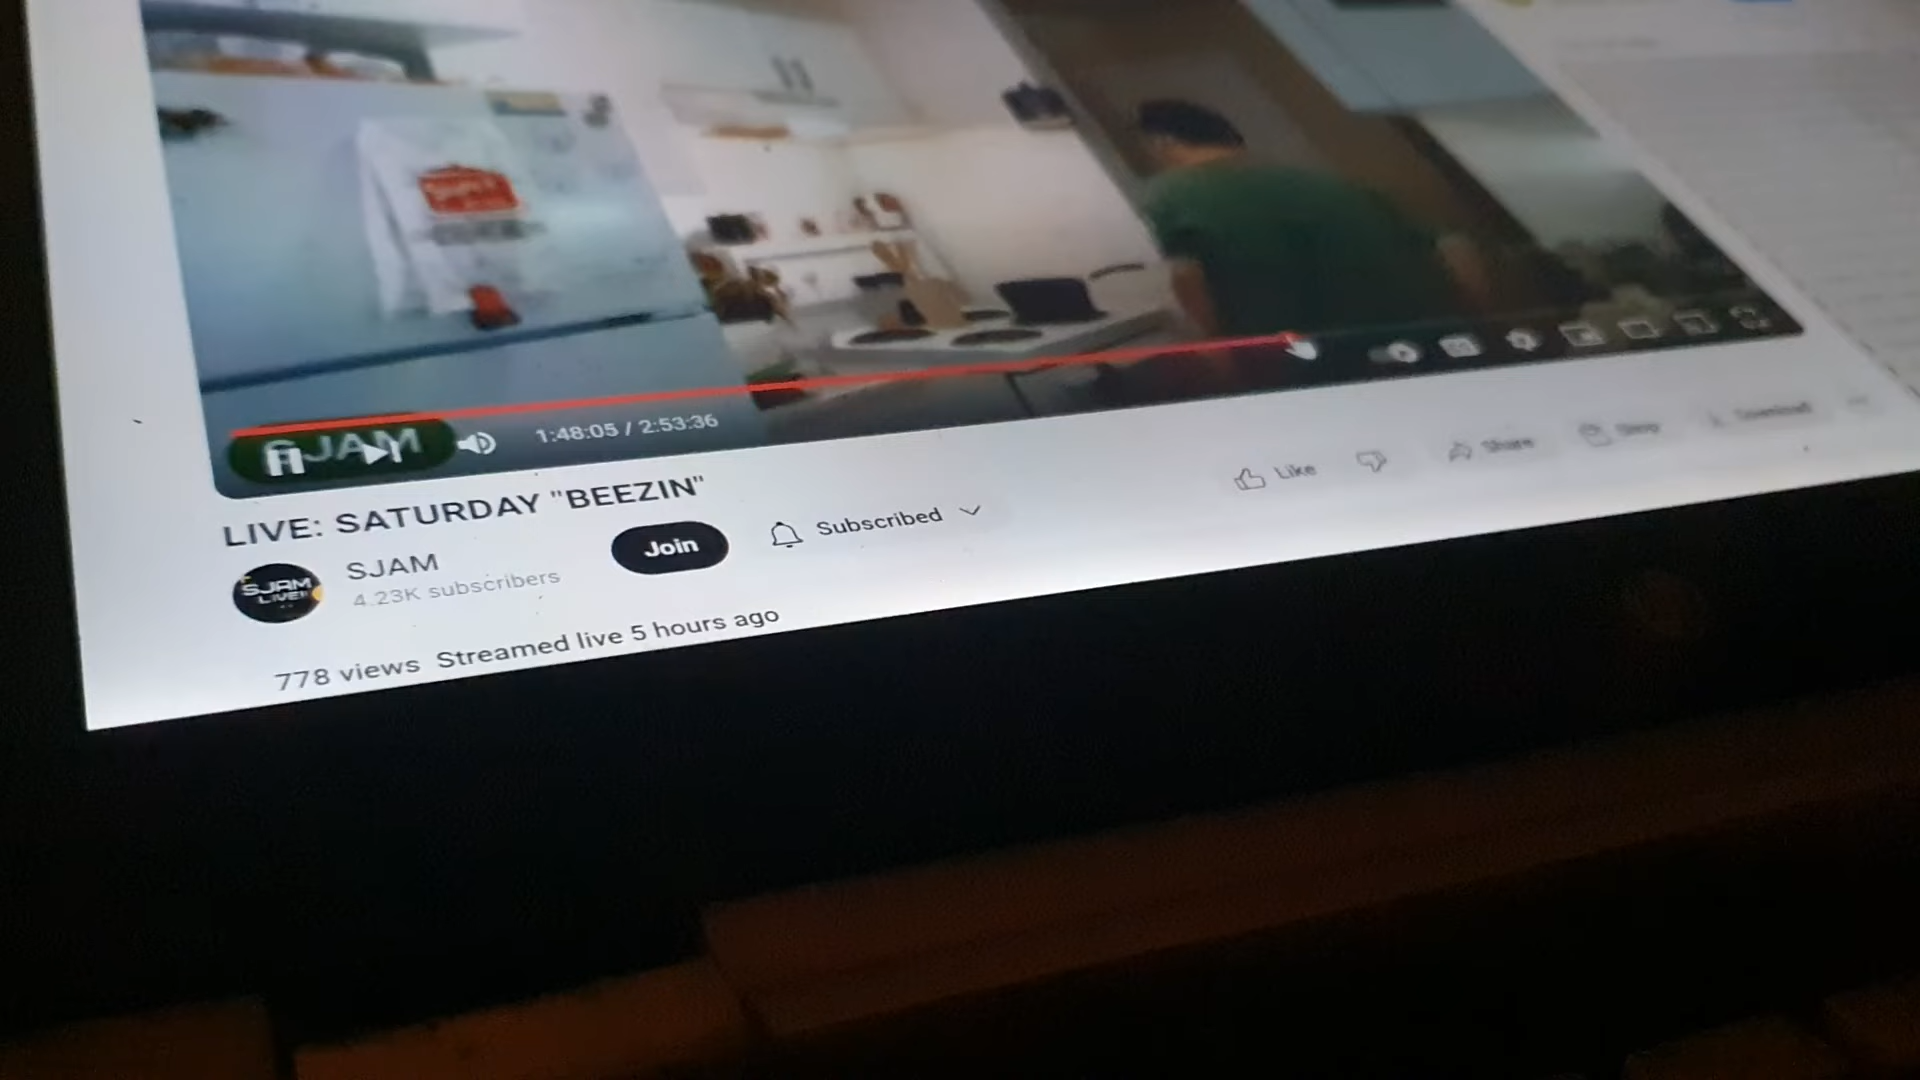 SJAM
1:48:05 / 2:53:36
LIVE: SATURDAY "BEEZIN"
SJAM
LIVE!
SJAM
4.23K subscribers
Join
Subscribed
Like
Share
Download
778 views Streamed live 5 hours ago